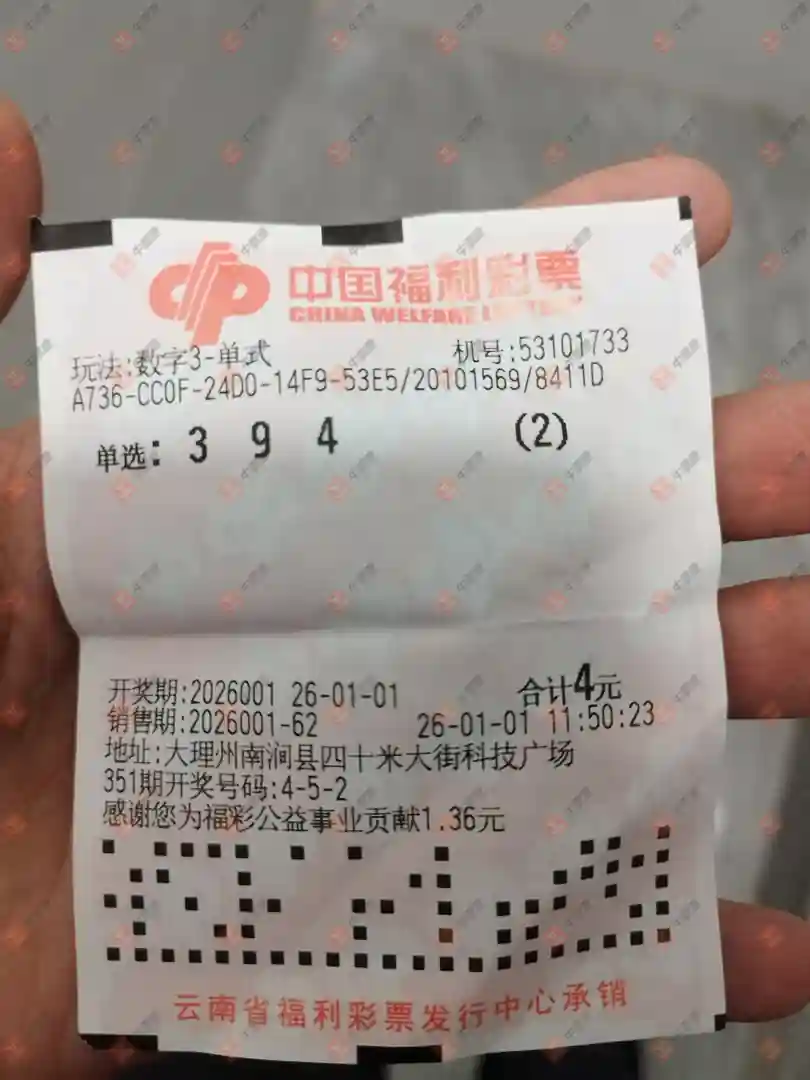 中国福利彩票
CHINA WELFARE LOTTERY
玩法:数字3-单式 机号:53101733
A736-CC0F-24D0-14F9-53E5/20101569/8411D
单选: 3 9 4 (2)
开奖期:2026001 26-01-01 合计4元
销售期:2026001-62 26-01-01 11:50:23
地址:大理州南涧县四十米大街科技广场
351期开奖号码:4-5-2
感谢您为福彩公益事业贡献1.36元
云南省福利彩票发行中心承销